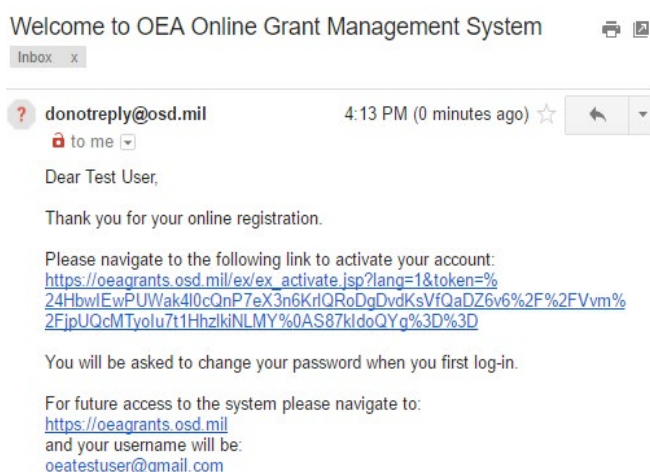 Welcome to OEA Online Grant Management System
Inbox x
? donotreply@osd.mil 4:13 PM (0 minutes ago)
to me
Dear Test User,
Thank you for your online registration.
Please navigate to the following link to activate your account:
https://oeagrants.osd.mil/ex/ex_activate.jsp?lang=1&token=%
24HbwIEwPUWak4l0cQnP7eX3n6KrlQRoDgDvdKsVfQaDZ6v6%2F%2FVvm%
2FjpUQcMTyoIu7t1HhzlkiNLMY%0AS87kIdoQYg%3D%3D
You will be asked to change your password when you first log-in.
For future access to the system please navigate to:
https://oeagrants.osd.mil
and your username will be:
oeatestuser@gmail.com